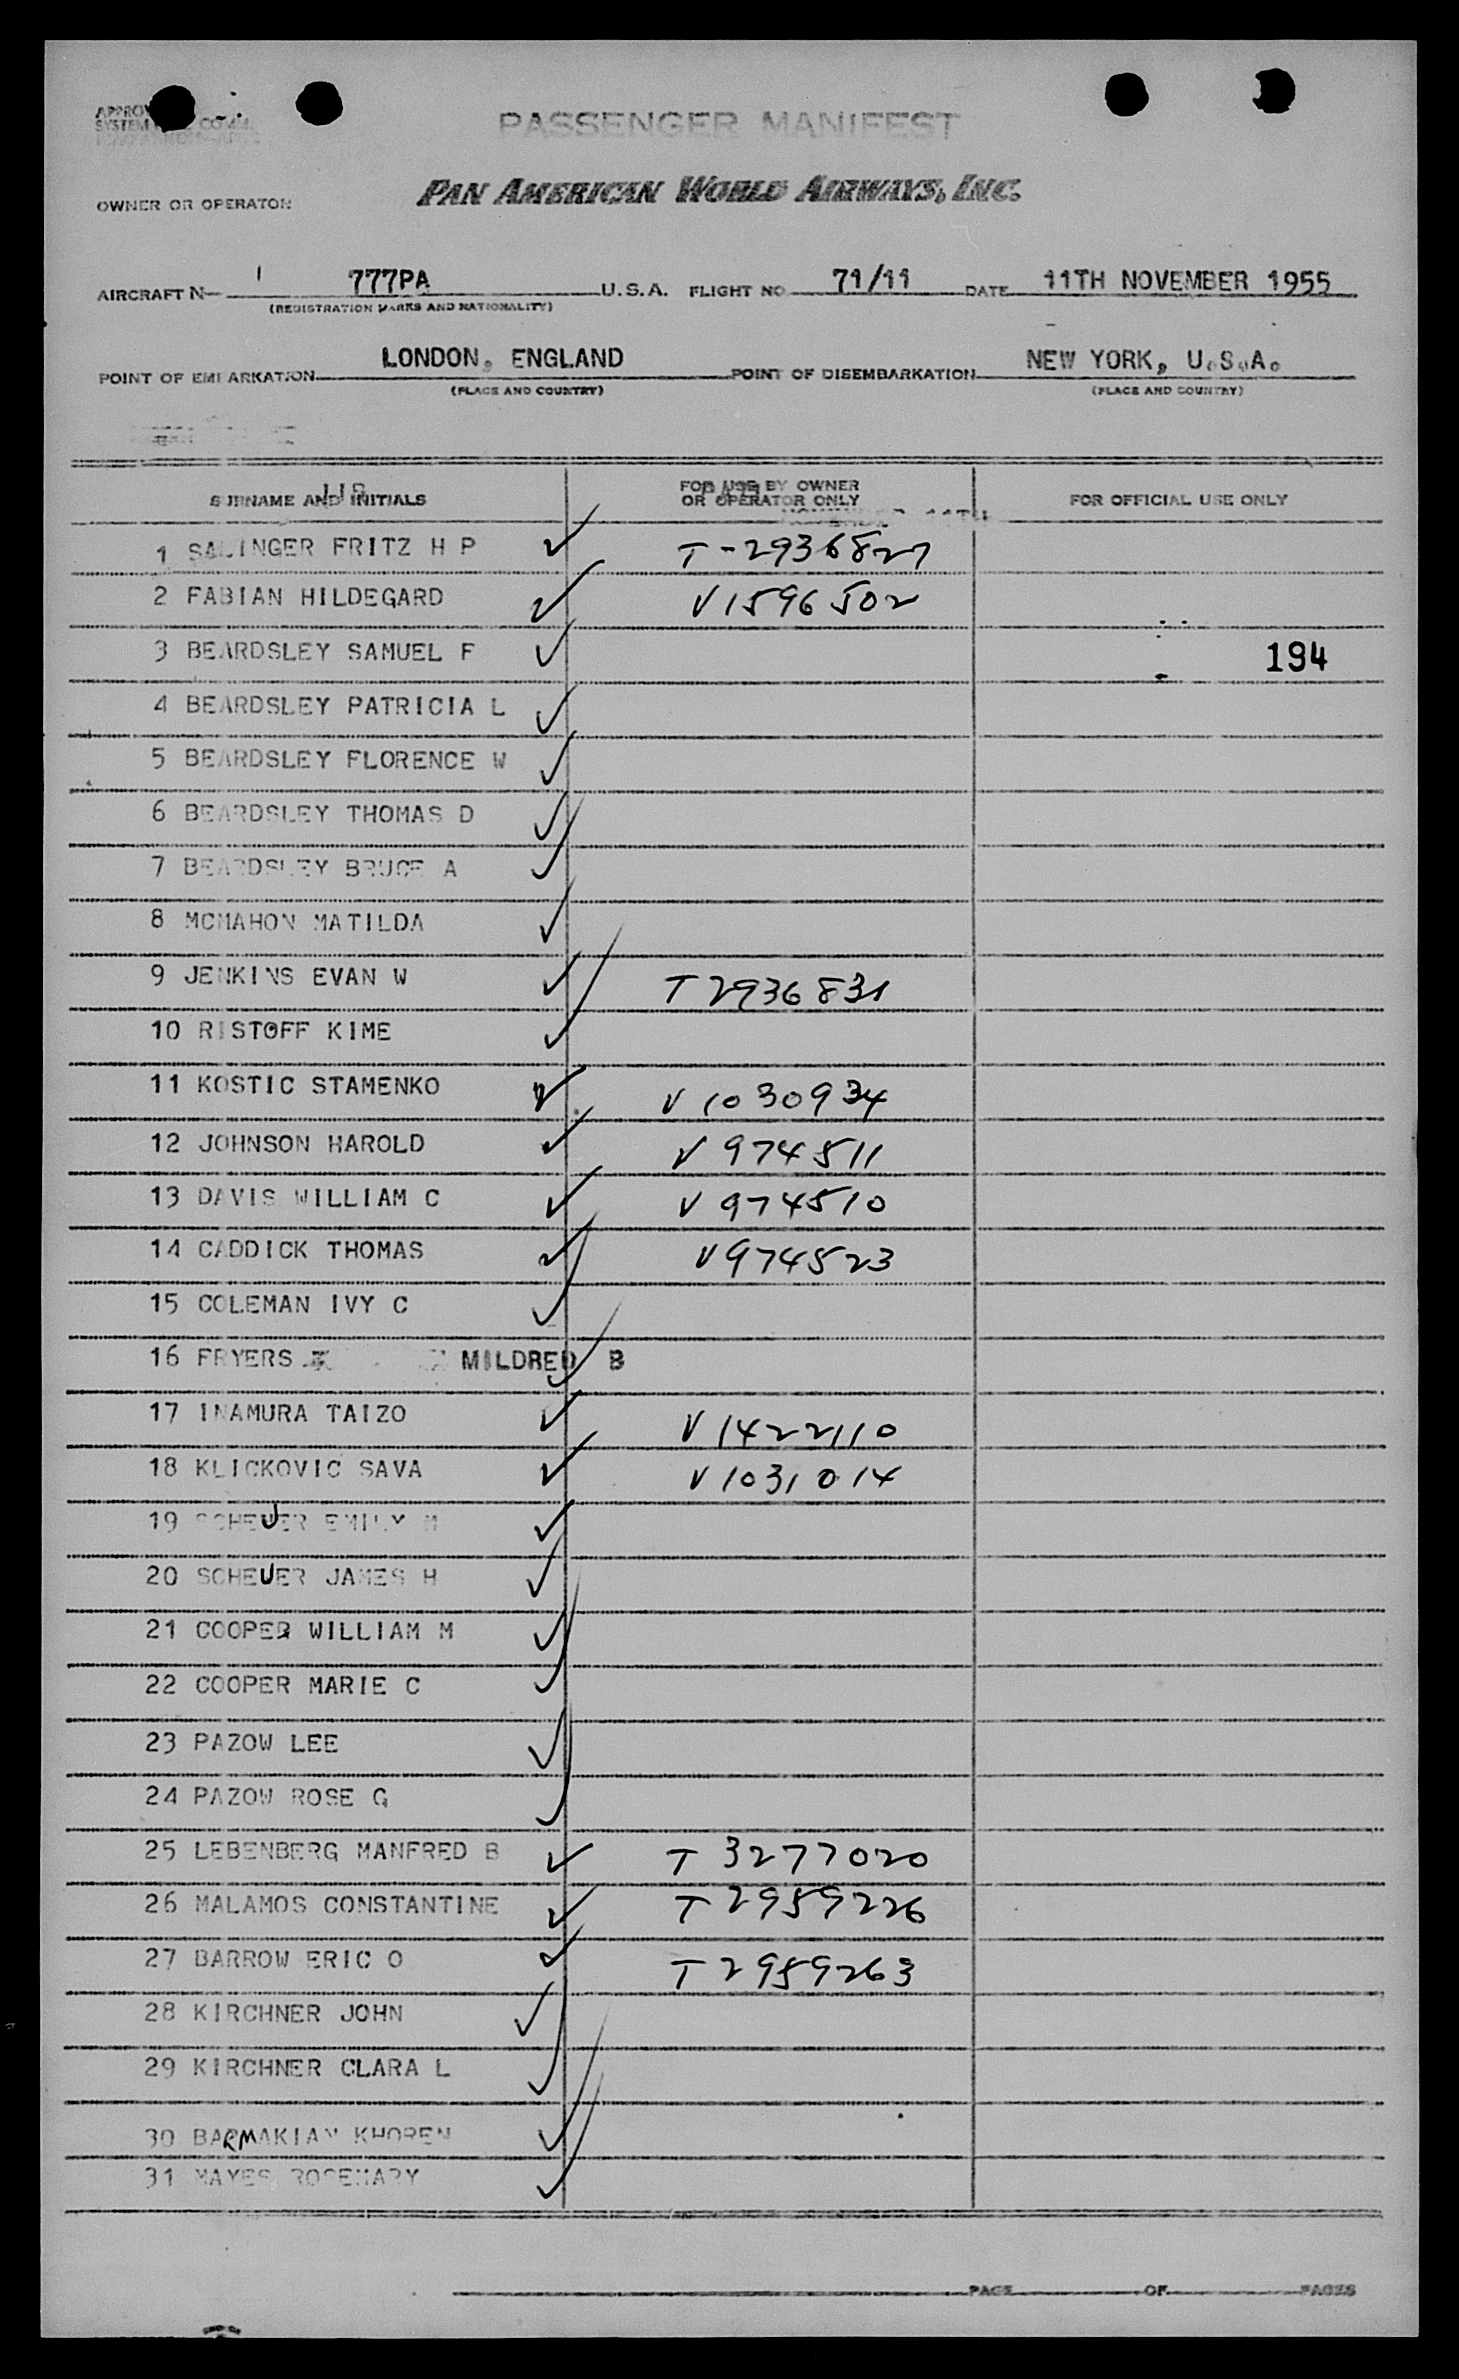 PASSENGER MANIFEST
OWNER OR OPERATOR PAN AMERICAN WORLD AIRWAYS, INC.
AIRCRAFT N 777PA U.S.A. FLIGHT NO 71/11 DATE 11TH NOVEMBER 1955
(REGISTRATION MARKS AND NATIONALITY)
POINT OF EMBARKATION LONDON, ENGLAND POINT OF DISEMBARKATION NEW YORK, U.S.A.
(PLACE AND COUNTRY) (PLACE AND COUNTRY)
SURNAME AND INITIALS FOR USE BY OWNER OR OPERATOR ONLY FOR OFFICIAL USE ONLY
1 SALINGER FRITZ H P ✓ T-2936827
2 FABIAN HILDEGARD ✓ V1596502
3 BEARDSLEY SAMUEL F ✓ 194
4 BEARDSLEY PATRICIA L ✓
5 BEARDSLEY FLORENCE W ✓
6 BEARDSLEY THOMAS D ✓
7 BEARDSLEY BRUCE A ✓
8 MCMAHON MATILDA ✓
9 JENKINS EVAN W ✓ T2936831
10 RISTOFF KIME ✓
11 KOSTIC STAMENKO ✓ V1030934
12 JOHNSON HAROLD ✓ V974511
13 DAVIS WILLIAM C ✓ V974510
14 CADDICK THOMAS ✓ V974523
15 COLEMAN IVY C ✓
16 FRYERS MILDRED B ✓
17 INAMURA TAIZO ✓ V1422110
18 KLICKOVIC SAVA ✓ V1031014
19 SCHEUER EMILY M ✓
20 SCHEUER JAMES H ✓
21 COOPER WILLIAM M ✓
22 COOPER MARIE C ✓
23 PAZOW LEE ✓
24 PAZOW ROSE G ✓
25 LEBENBERG MANFRED B ✓ T3277020
26 MALAMOS CONSTANTINE ✓ T2959226
27 BARROW ERIC O ✓ T2959263
28 KIRCHNER JOHN ✓
29 KIRCHNER CLARA L ✓
30 BARMAKIAN KHOREN ✓
31 MAYES ROSEMARY ✓
PAGE OF PAGES